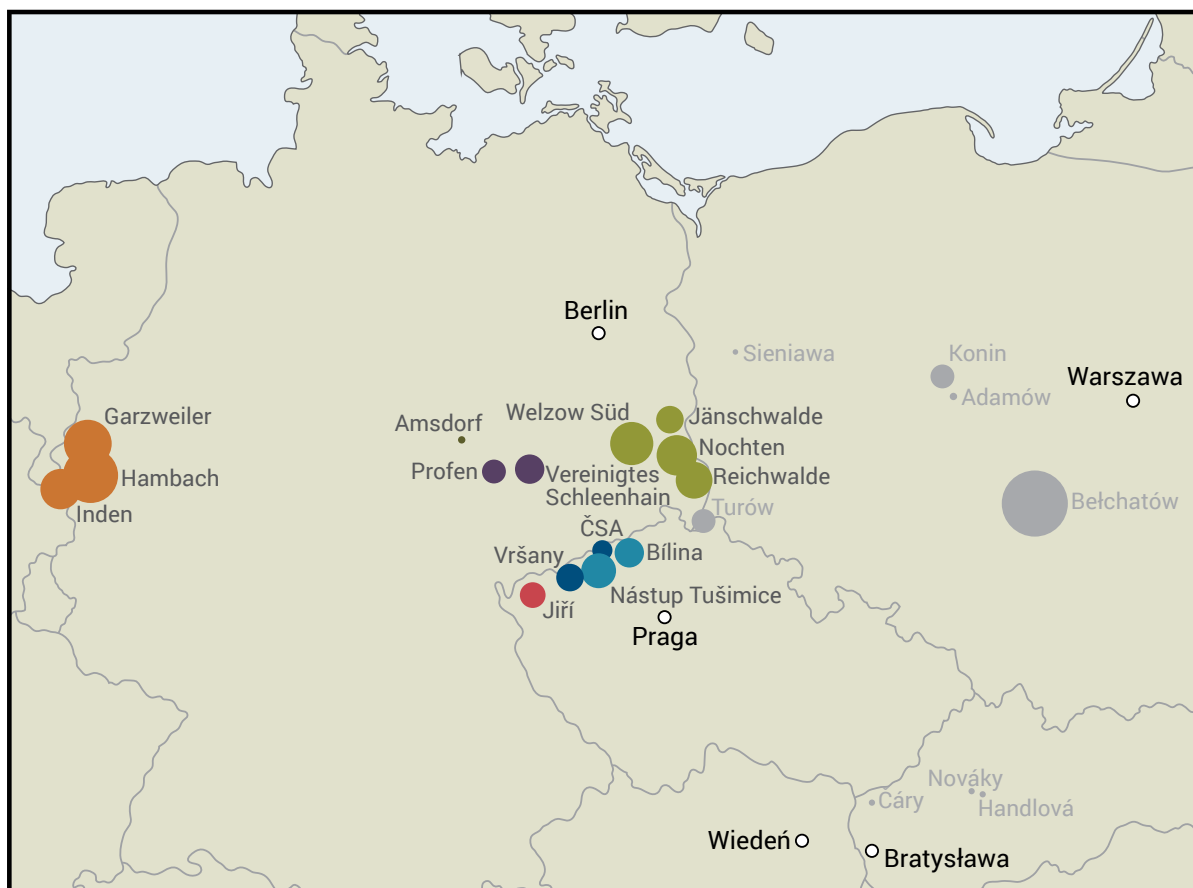 Berlin
Sieniawa
Konin
Warszawa
Adamów
Garzweiler
Welzow Süd
Jänschwalde
Amsdorf
Nochten
Hambach
Profen
Vereinigtes
Schleenhain
Reichwalde
Inden
Turów
Bełchatów
ČSA
Vršany
Bílina
Nástup Tušimice
Jiří
Praga
Nováky
Cáry
Handlová
Wiedeń
Bratysława